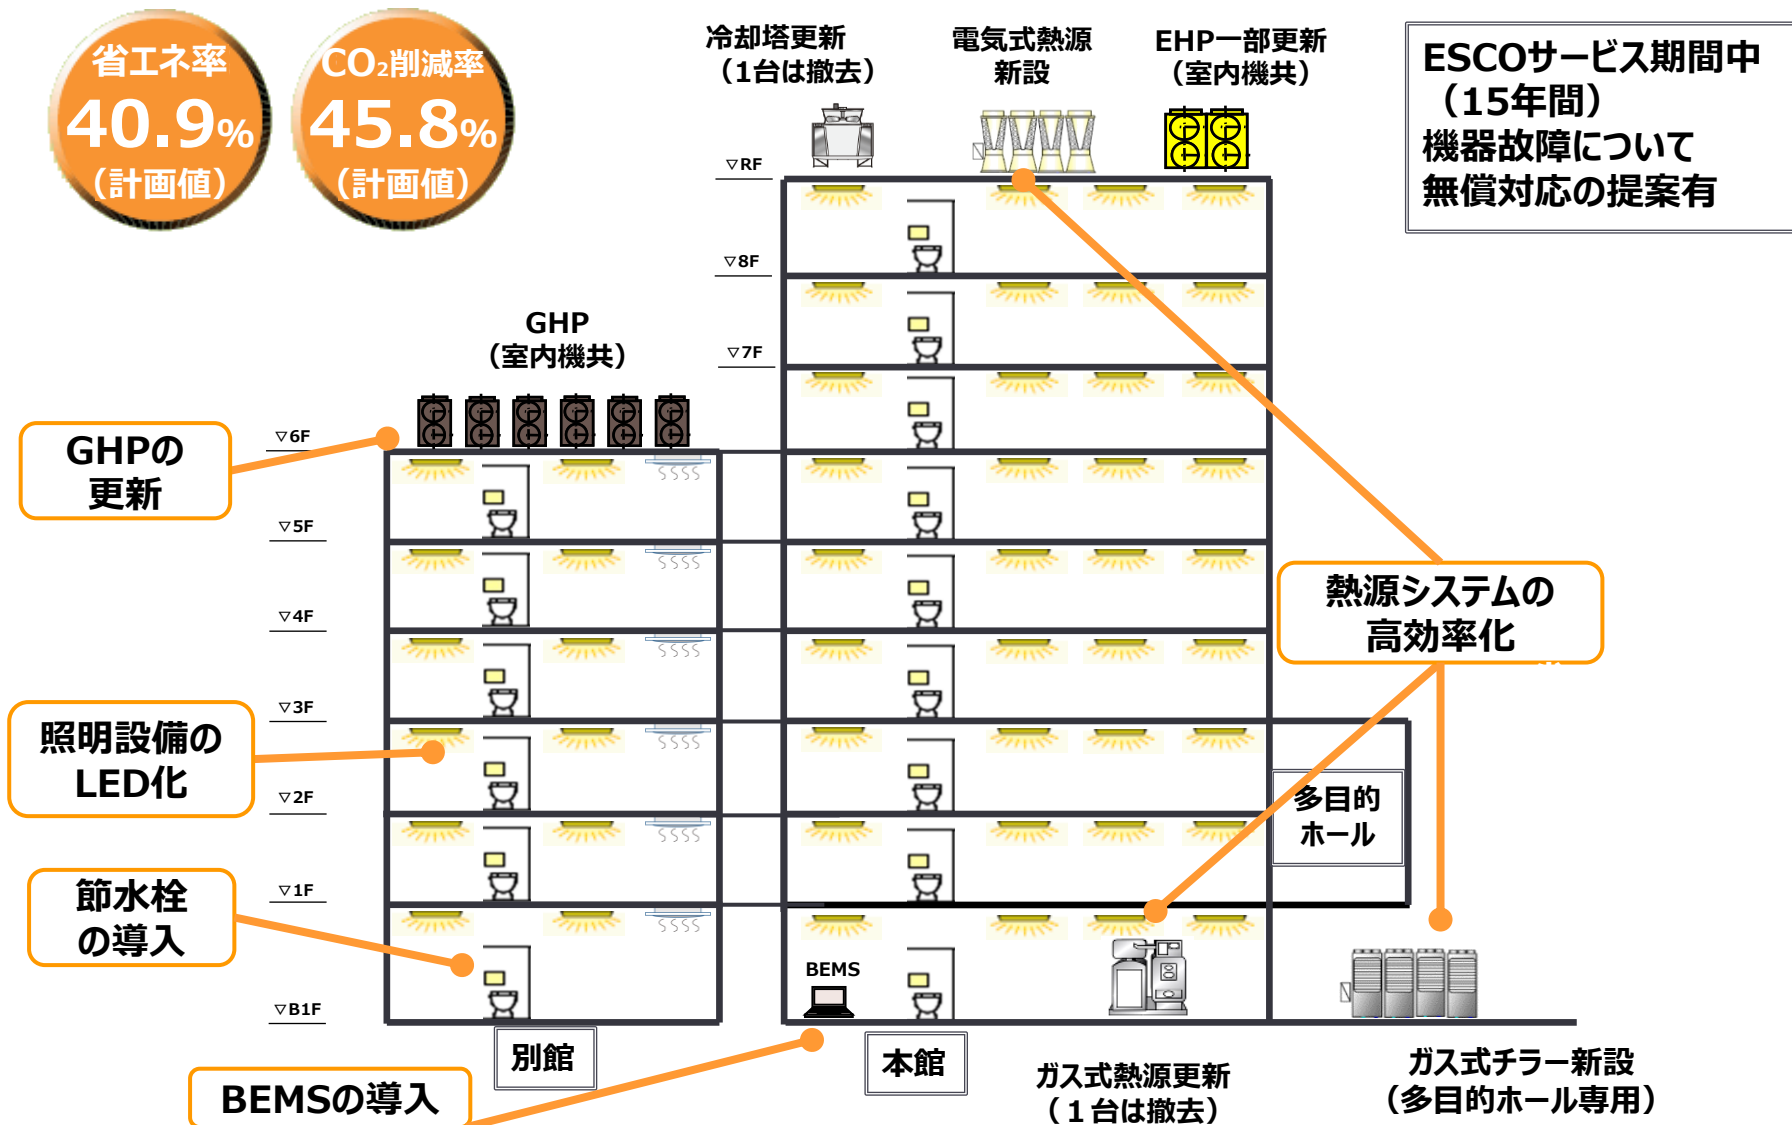 省エネ率
40.9%
(計画値)
CO₂削減率
45.8%
(計画値)
冷却塔更新
(1台は撤去)
電気式熱源
新設
EHP一部更新
(室内機共)
ESCOサービス期間中
(15年間)
機器故障について
無償対応の提案有
▽RF
▽8F
▽7F
GHP
(室内機共)
▽6F
▽5F
▽4F
▽3F
▽2F
▽1F
▽B1F
GHPの
更新
照明設備の
LED化
節水栓
の導入
熱源システムの
高効率化
多目的
ホール
BEMS
別館
本館
BEMSの導入
ガス式熱源更新
(１台は撤去)
ガス式チラー新設
(多目的ホール専用)